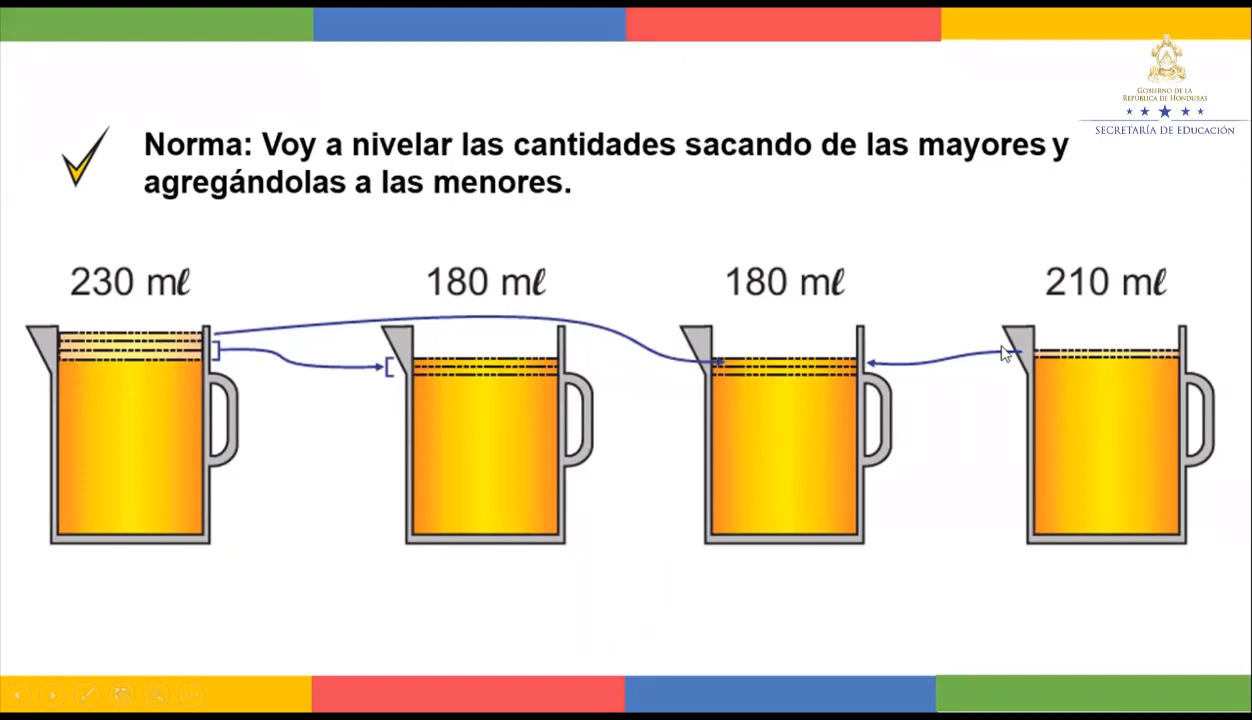 GOBIERNO DE LA
REPÚBLICA DE HONDURAS
SECRETARÍA DE EDUCACIÓN
Norma: Voy a nivelar las cantidades sacando de las mayores y
agregándolas a las menores.
230 mℓ 180 mℓ 180 mℓ 210 mℓ